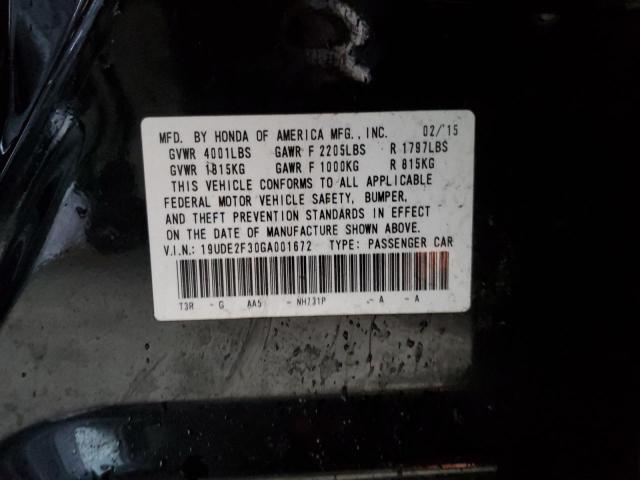 MFD. BY HONDA OF AMERICA MFG., INC. 02/'15
GVWR 4001LBS GAWR F 2205LBS R 1797LBS
GVWR 1815KG GAWR F 1000KG R 815KG
THIS VEHICLE CONFORMS TO ALL APPLICABLE
FEDERAL MOTOR VEHICLE SAFETY, BUMPER,
AND THEFT PREVENTION STANDARDS IN EFFECT
ON THE DATE OF MANUFACTURE SHOWN ABOVE.
V.I.N.: 19UDE2F30GA001672 TYPE: PASSENGER CAR
T3R -G AA5 -NH731P -A -A